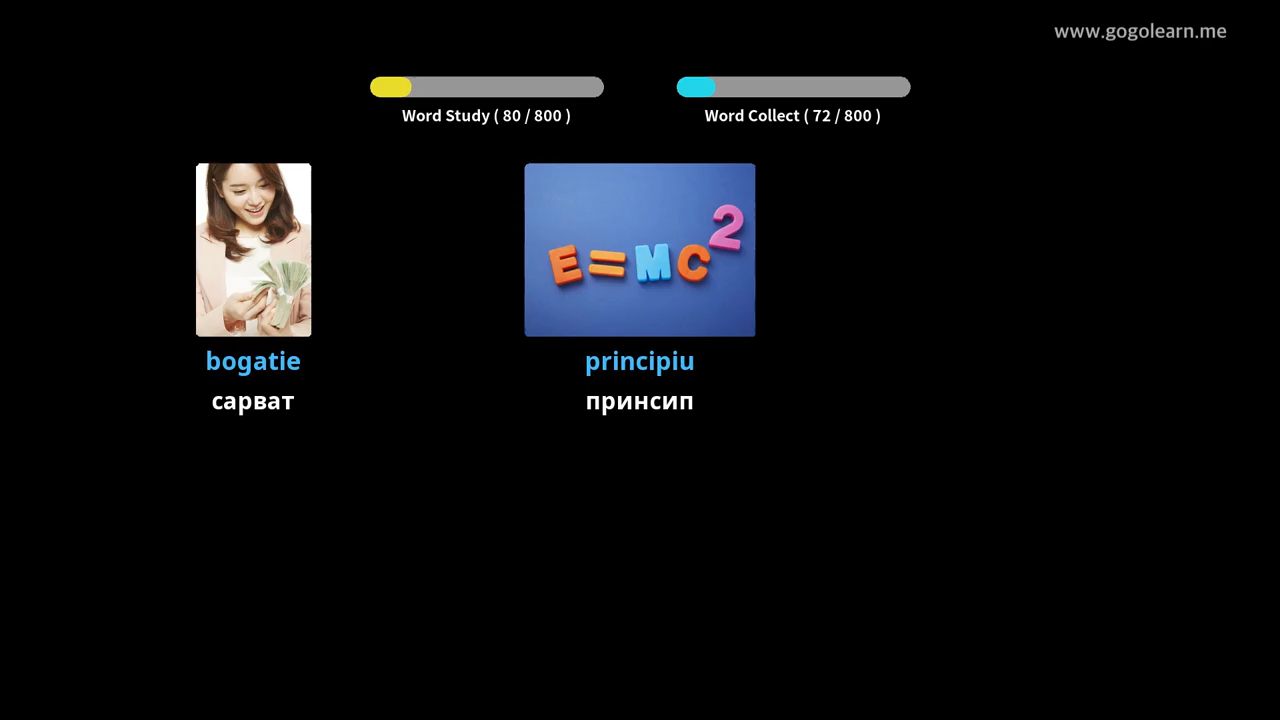 www.gogolearn.me
Word Study ( 80 / 800 )
Word Collect ( 72 / 800 )
E=MC2
bogatie
principiu
сарват
принсип